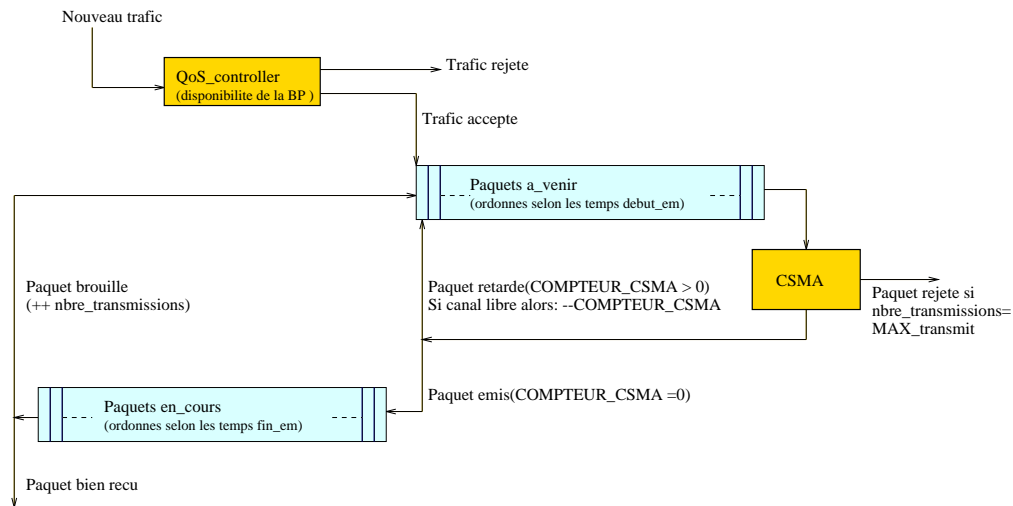 Nouveau trafic
QoS_controller
(disponibilite de la BP )
Trafic rejete
Trafic accepte
Paquets a_venir
(ordonnes selon les temps debut_em)
CSMA
Paquet rejete si
nbre_transmissions=
MAX_transmit
Paquet brouille
(++ nbre_transmissions)
Paquet retarde(COMPTEUR_CSMA > 0)
Si canal libre alors: --COMPTEUR_CSMA
Paquet emis(COMPTEUR_CSMA =0)
Paquets en_cours
(ordonnes selon les temps fin_em)
Paquet bien recu